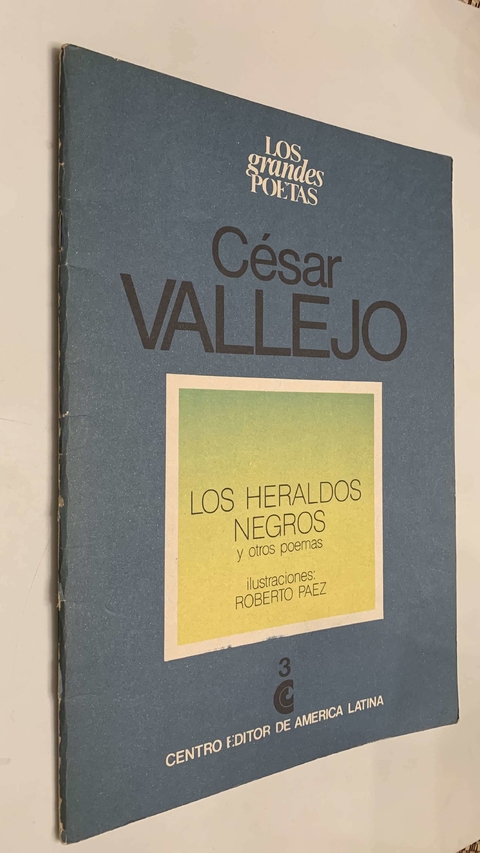 LOS
grandes
POETAS
César
VALLEJO
LOS HERALDOS
NEGROS
y otros poemas
ilustraciones:
ROBERTO PAEZ
3
CENTRO EDITOR DE AMERICA LATINA